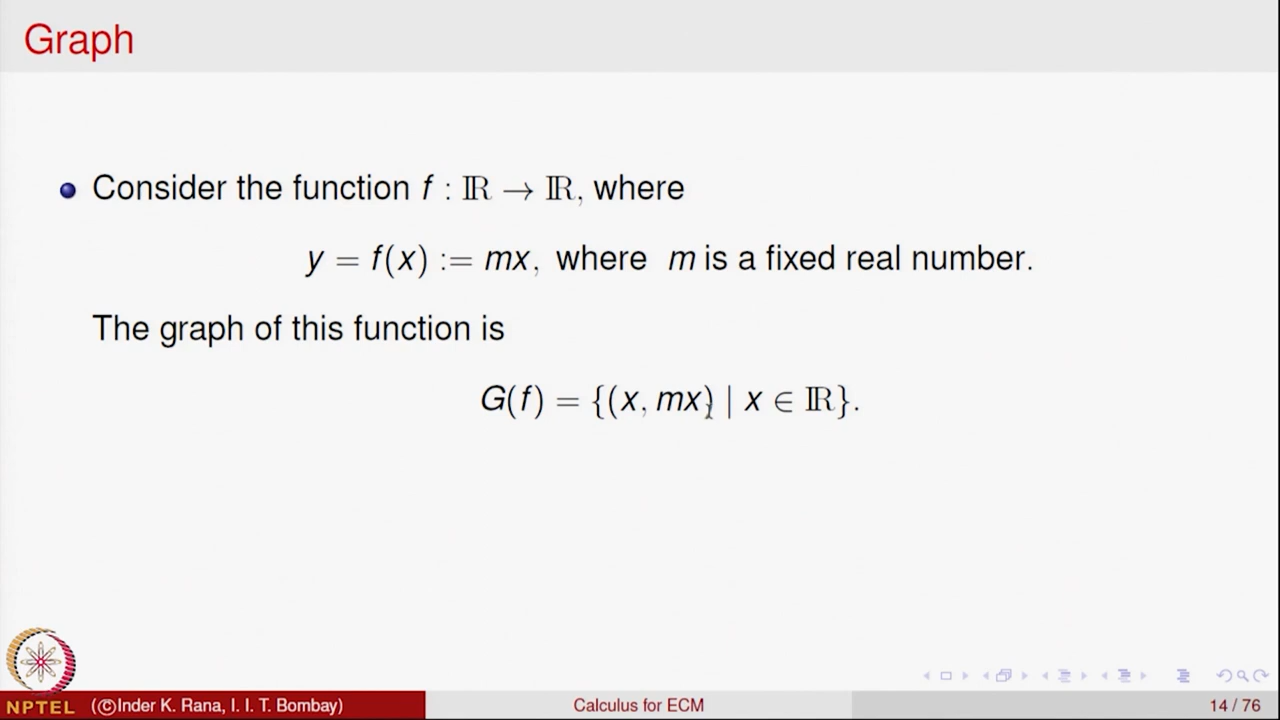 Graph
Consider the function f : ℝ → ℝ, where
y = f(x) := mx, where m is a fixed real number.
The graph of this function is
G(f) = {(x, mx) | x ∈ ℝ}.
NPTEL (©Inder K. Rana, I. I. T. Bombay) Calculus for ECM 14 / 76